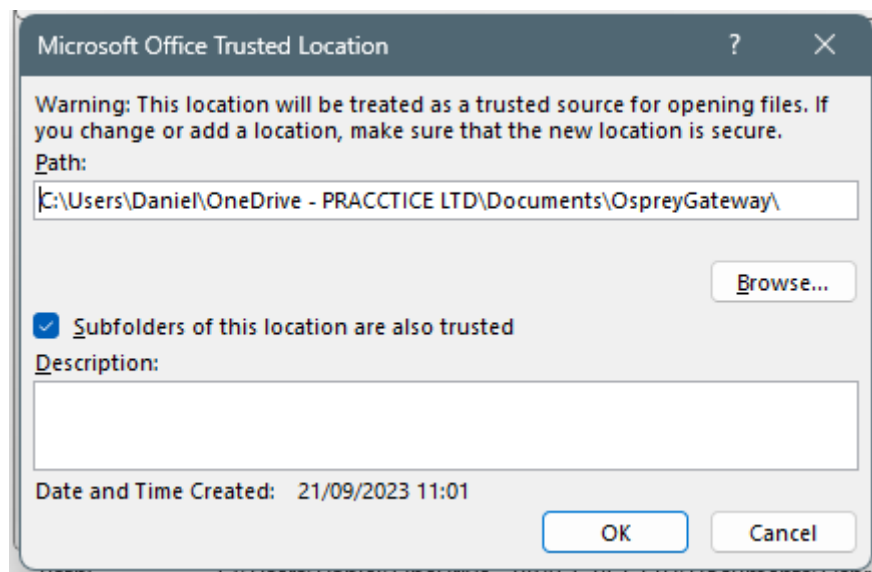 Microsoft Office Trusted Location
Warning: This location will be treated as a trusted source for opening files. If
you change or add a location, make sure that the new location is secure.
Path:
C:\Users\Daniel\OneDrive - PRACCTICE LTD\Documents\OspreyGateway\
Browse...
Subfolders of this location are also trusted
Description:
Date and Time Created: 21/09/2023 11:01
OK Cancel